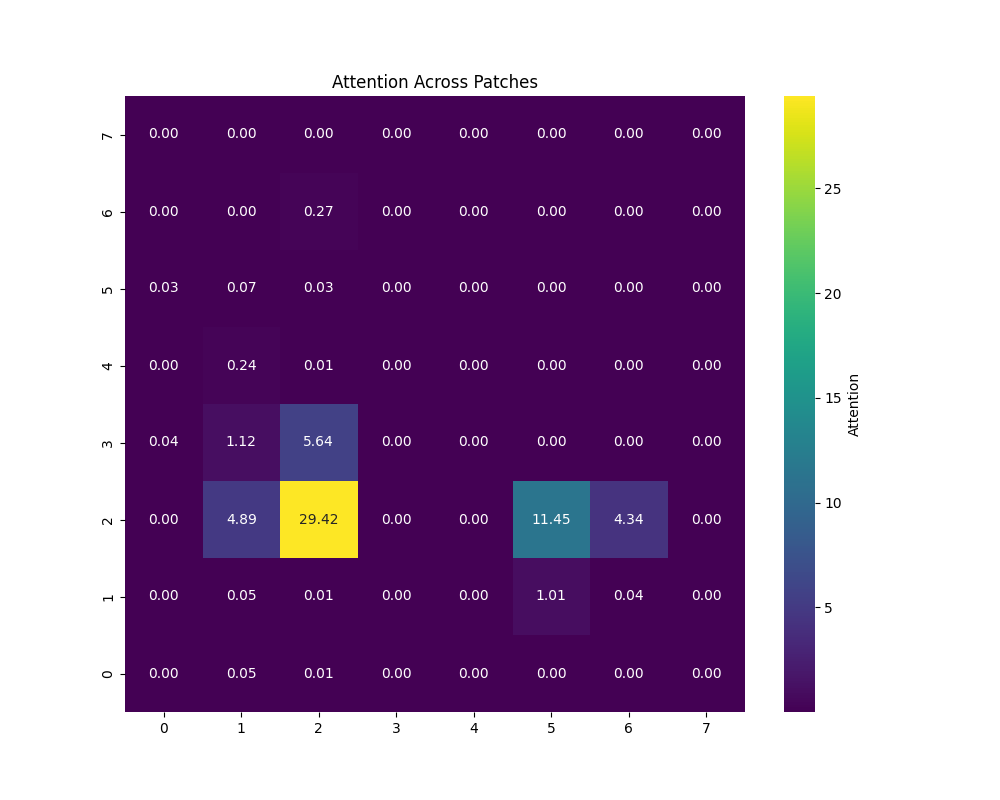 Attention Across Patches
7 0.00 0.00 0.00 0.00 0.00 0.00 0.00 0.00
6 0.00 0.00 0.27 0.00 0.00 0.00 0.00 0.00
5 0.03 0.07 0.03 0.00 0.00 0.00 0.00 0.00
4 0.00 0.24 0.01 0.00 0.00 0.00 0.00 0.00
3 0.04 1.12 5.64 0.00 0.00 0.00 0.00 0.00
2 0.00 4.89 29.42 0.00 0.00 11.45 4.34 0.00
1 0.00 0.05 0.01 0.00 0.00 1.01 0.04 0.00
0 0.00 0.05 0.01 0.00 0.00 0.00 0.00 0.00
0 1 2 3 4 5 6 7
25
20
15
10
5
Attention